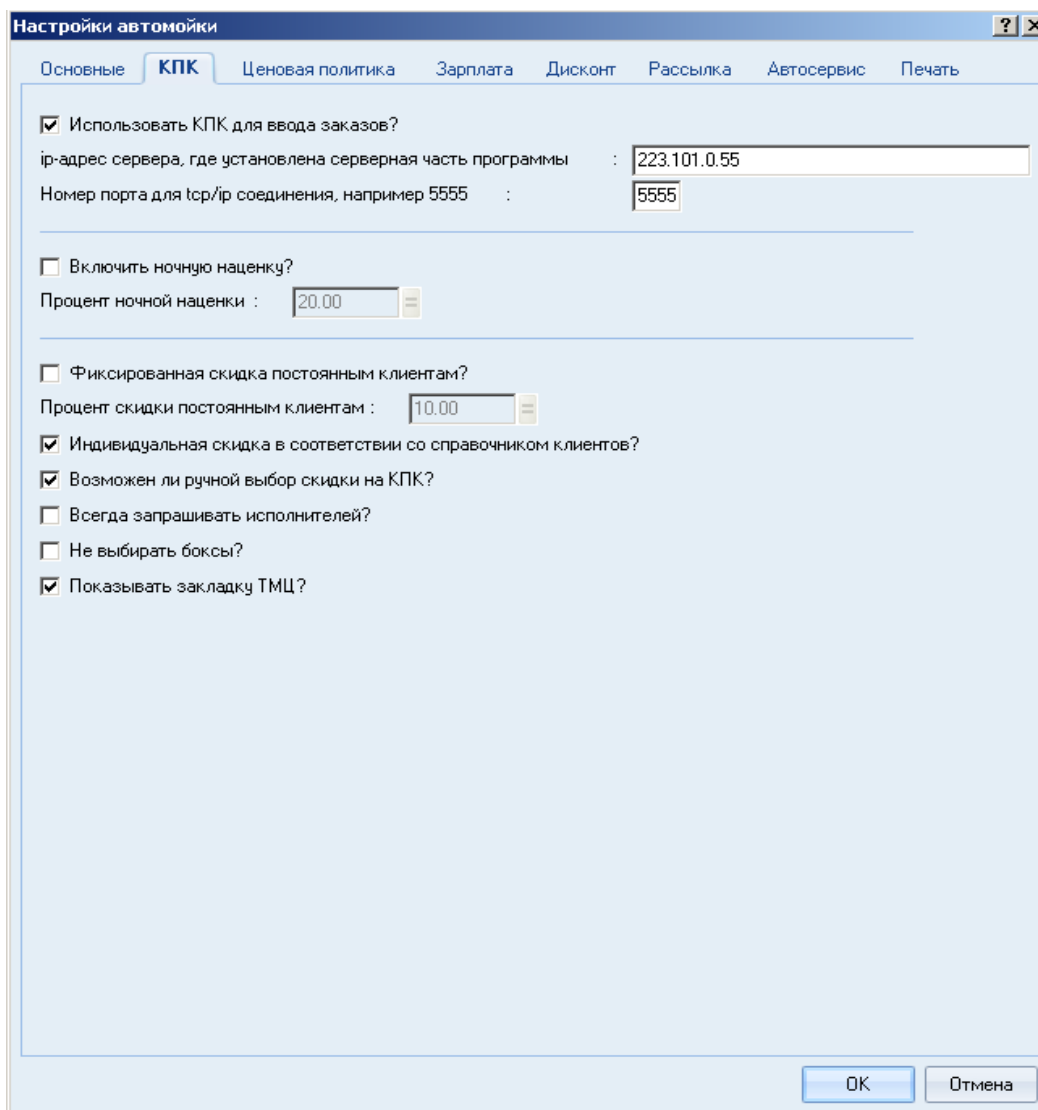 Настройки автомойки
Основные КПК Ценовая политика Зарплата Дисконт Рассылка Автосервис Печать
Использовать КПК для ввода заказов?
ip-адрес сервера, где установлена серверная часть программы : 223.101.0.55
Номер порта для tcp/ip соединения, например 5555 : 5555
Включить ночную наценку?
Процент ночной наценки : 20.00 =
Фиксированная скидка постоянным клиентам?
Процент скидки постоянным клиентам : 10.00 =
Индивидуальная скидка в соответствии со справочником клиентов?
Возможен ли ручной выбор скидки на КПК?
Всегда запрашивать исполнителей?
Не выбирать боксы?
Показывать закладку ТМЦ?
OK Отмена